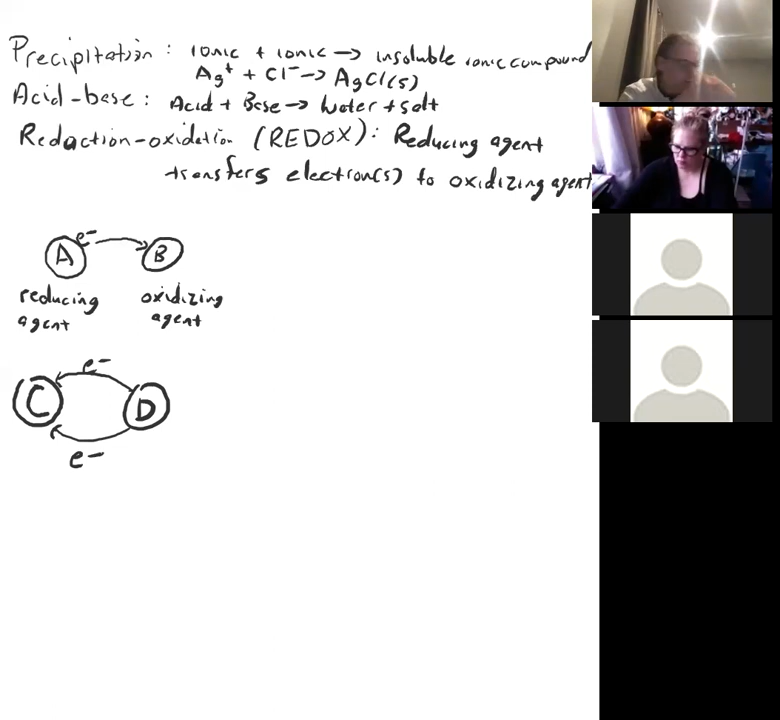 Precipitation: ionic + ionic → insoluble ionic compound
Ag⁺ + Cl⁻ → AgCl(s)
Acid-base: Acid + Base → Water + salt
Reduction-oxidation (REDOX): Reducing agent
transfers electron(s) to oxidizing agent
e⁻
A B
reducing oxidizing
agent agent
e⁻
C D
e⁻